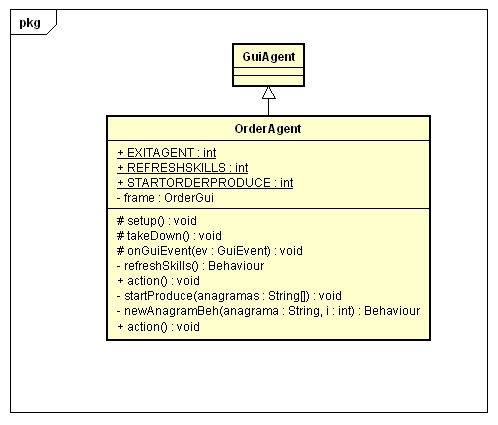 pkg
GuiAgent
OrderAgent
+ EXITAGENT : int
+ REFRESHSKILLS : int
+ STARTORDERPRODUCE : int
- frame : OrderGui
# setup() : void
# takeDown() : void
# onGuiEvent(ev : GuiEvent) : void
- refreshSkills() : Behaviour
+ action() : void
- startProduce(anagramas : String[]) : void
- newAnagramBeh(anagrama : String, i : int) : Behaviour
+ action() : void